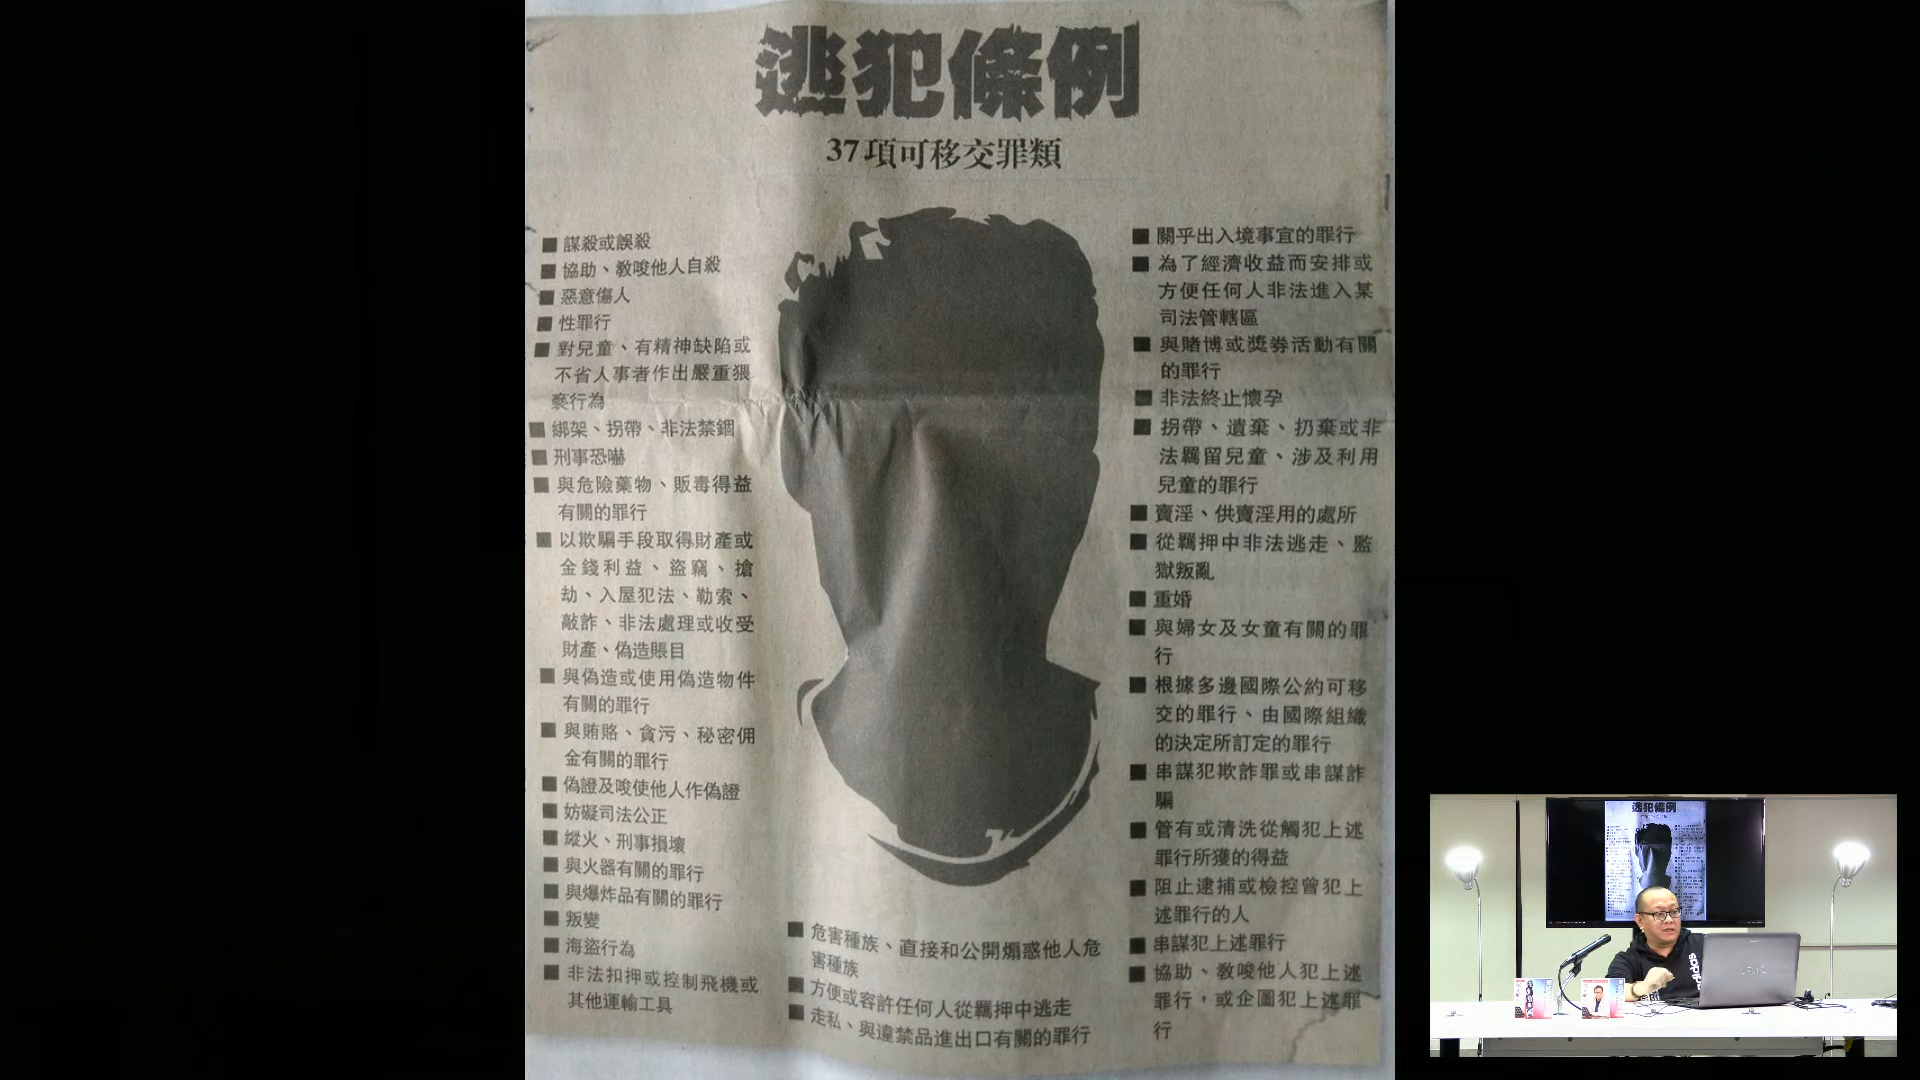 逃犯條例
37項可移交罪類
■ 謀殺或誤殺
■ 協助、教唆他人自殺
■ 惡意傷人
■ 性罪行
■ 對兒童、有精神缺陷或
不省人事者作出嚴重猥
褻行為
■ 綁架、拐帶、非法禁錮
■ 刑事恐嚇
■ 與危險藥物、販毒得益
有關的罪行
■ 以欺騙手段取得財產或
金錢利益、盜竊、搶
劫、入屋犯法、勒索、
敲詐、非法處理或收受
財產、偽造賬目
■ 與偽造或使用偽造物件
有關的罪行
■ 與賄賂、貪污、秘密佣
金有關的罪行
■ 偽證及唆使他人作偽證
■ 妨礙司法公正
■ 縱火、刑事損壞
■ 與火器有關的罪行
■ 與爆炸品有關的罪行
■ 叛變
■ 海盜行為
■ 非法扣押或控制飛機或
其他運輸工具
■ 危害種族、直接和公開煽惑他人危
害種族
■ 方便或容許任何人從羈押中逃走
■ 走私、與違禁品進出口有關的罪行
■ 關乎出入境事宜的罪行
■ 為了經濟收益而安排或
方便任何人非法進入某
司法管轄區
■ 與賭博或獎券活動有關
的罪行
■ 非法終止懷孕
■ 拐帶、遺棄、扔棄或非
法羈留兒童、涉及利用
兒童的罪行
■ 賣淫、供賣淫用的處所
■ 從羈押中非法逃走、監
獄叛亂
■ 重婚
■ 與婦女及女童有關的罪
行
■ 根據多邊國際公約可移
交的罪行、由國際組織
的決定所訂定的罪行
■ 串謀犯欺詐罪或串謀詐
騙
■ 管有或清洗從觸犯上述
罪行所獲的得益
■ 阻止逮捕或檢控曾犯上
述罪行的人
■ 串謀犯上述罪行
■ 協助、教唆他人犯上述
罪行，或企圖犯上述罪
行
逃犯條例
adidas
VAIO